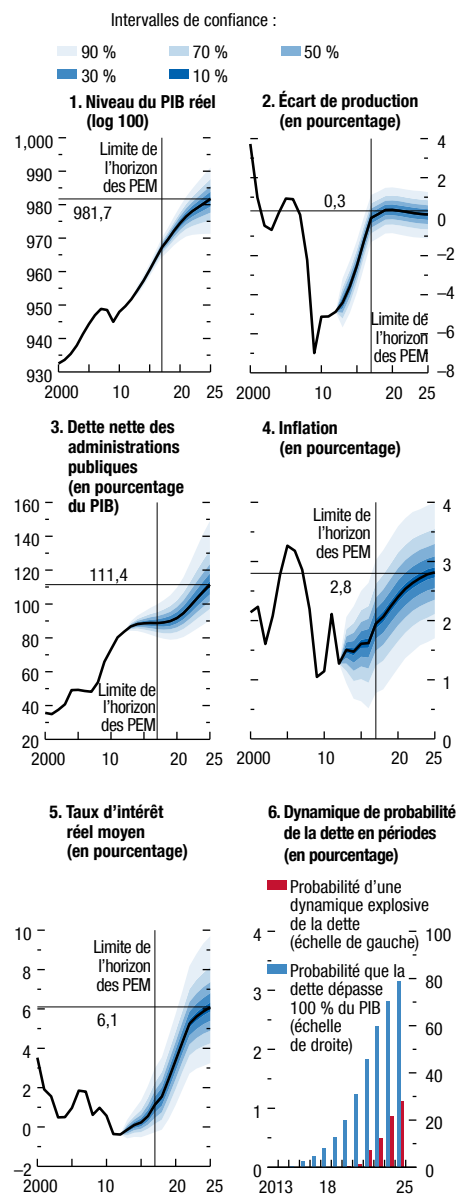 Intervalles de confiance :
90 % 70 % 50 %
30 % 10 %
1. Niveau du PIB réel
(log 100)
1,000
990
980
970
960
950
940
930
Limite de
l’horizon
des PEM
981,7
2000 10 20 25
2. Écart de production
(en pourcentage)
4
2
0
–2
–4
–6
–8
0,3
Limite de
l’horizon
des PEM
2000 10 20 25
3. Dette nette des
administrations
publiques
(en pourcentage
du PIB)
160
140
120
100
80
60
40
20
111,4
Limite de
l’horizon
des PEM
2000 10 20 25
4. Inflation
(en pourcentage)
4
3
2
1
0
Limite de
l’horizon
des PEM
2,8
2000 10 20 25
5. Taux d’intérêt
réel moyen
(en pourcentage)
10
8
6
4
2
0
–2
Limite de
l’horizon
des PEM
6,1
2000 10 20 25
6. Dynamique de probabilité
de la dette en périodes
(en pourcentage)
Probabilité d’une
dynamique explosive
de la dette
(échelle de gauche)
Probabilité que la
dette dépasse
100 % du PIB
(échelle
de droite)
4
3
2
1
0
100
80
60
40
20
0
2013 18 25